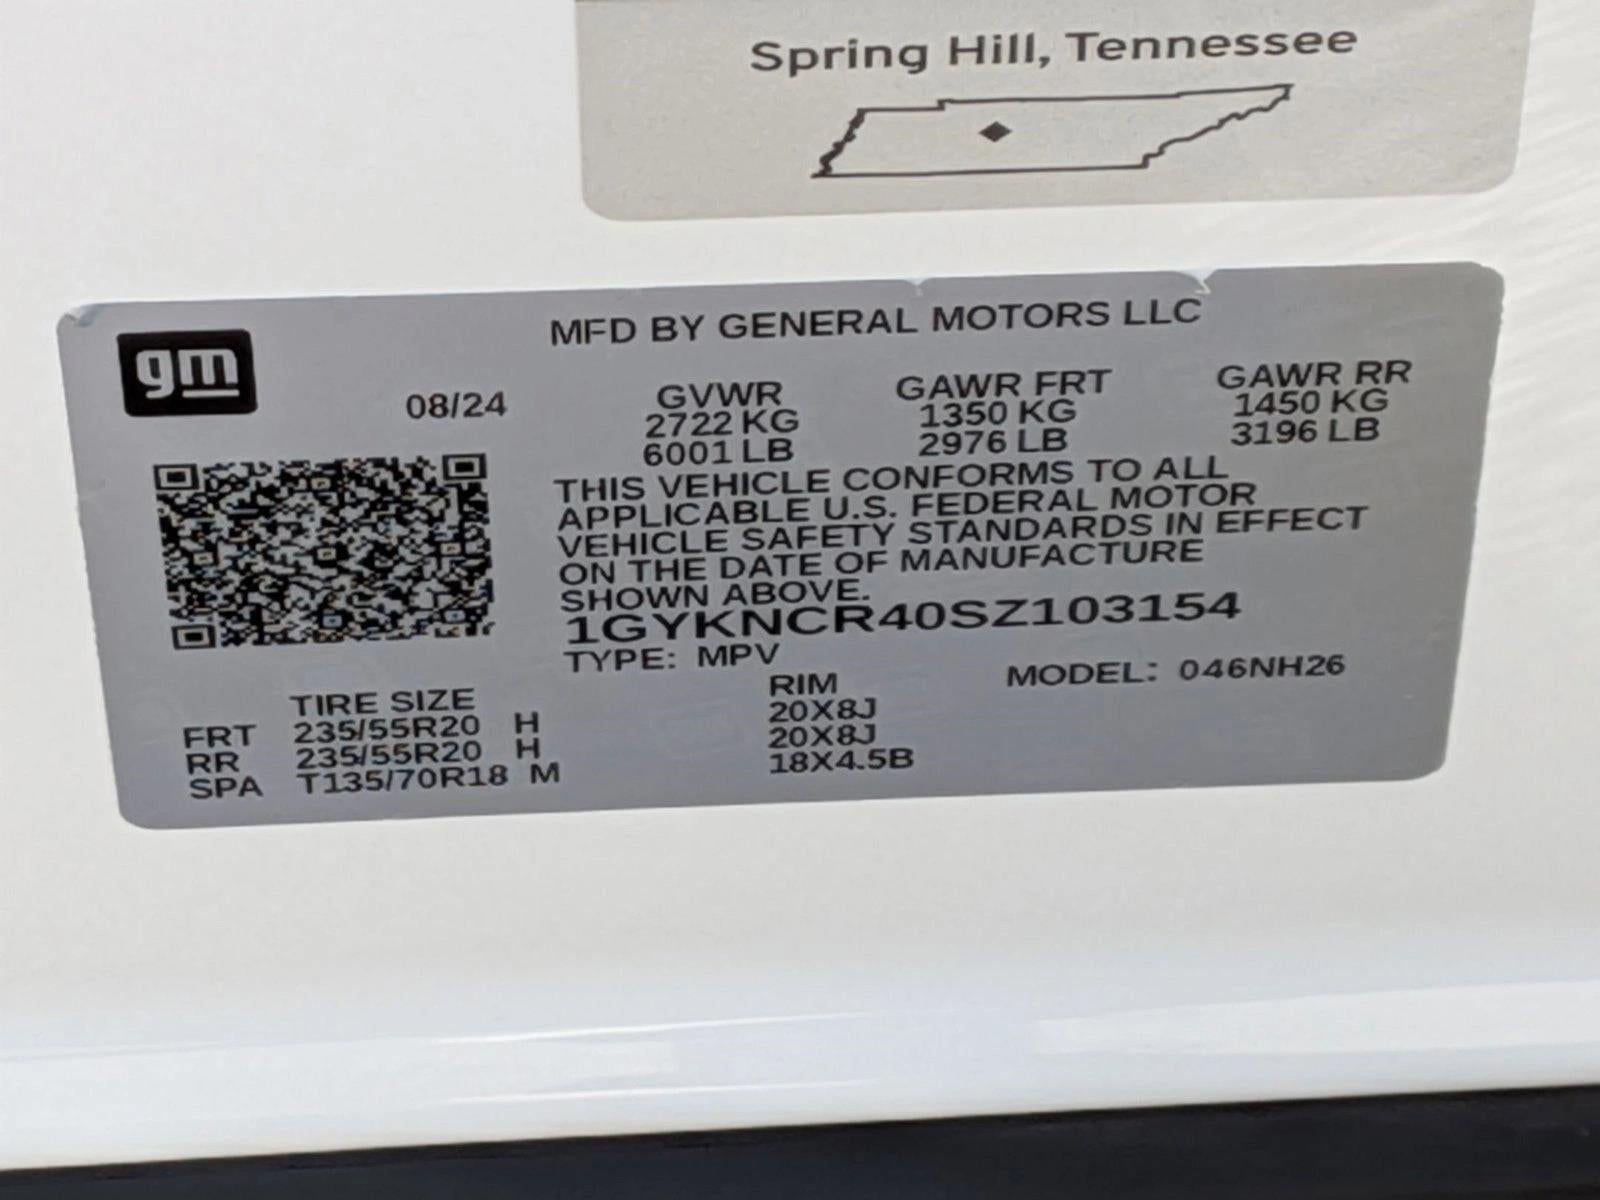 Spring Hill, Tennessee
gm
MFD BY GENERAL MOTORS LLC
08/24
GVWR GAWR FRT GAWR RR
2722 KG 1350 KG 1450 KG
6001 LB 2976 LB 3196 LB
THIS VEHICLE CONFORMS TO ALL
APPLICABLE U.S. FEDERAL MOTOR
VEHICLE SAFETY STANDARDS IN EFFECT
ON THE DATE OF MANUFACTURE
SHOWN ABOVE.
1GYKNCR40SZ103154
TYPE: MPV
MODEL: 046NH26
TIRE SIZE RIM
FRT 235/55R20 H 20X8J
RR 235/55R20 H 20X8J
SPA T135/70R18 M 18X4.5B